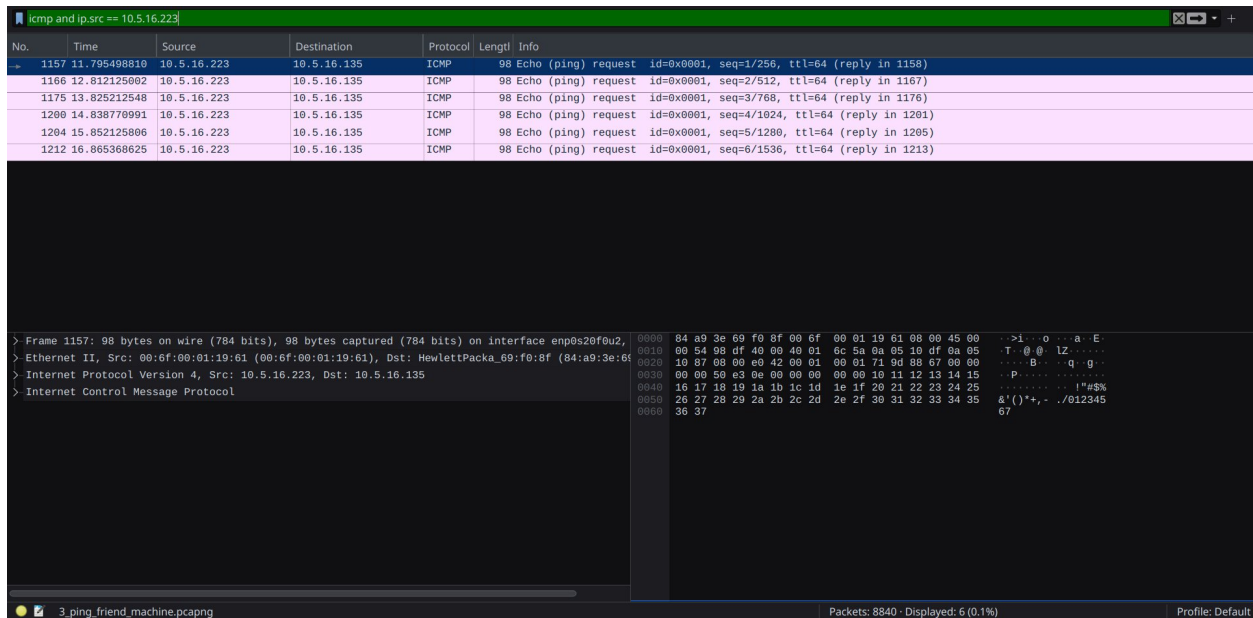 icmp and ip.src == 10.5.16.223
No. Time Source Destination Protocol Lengtl Info
1157 11.795498810 10.5.16.223 10.5.16.135 ICMP 98 Echo (ping) request id=0x0001, seq=1/256, ttl=64 (reply in 1158)
1166 12.812125002 10.5.16.223 10.5.16.135 ICMP 98 Echo (ping) request id=0x0001, seq=2/512, ttl=64 (reply in 1167)
1175 13.825212548 10.5.16.223 10.5.16.135 ICMP 98 Echo (ping) request id=0x0001, seq=3/768, ttl=64 (reply in 1176)
1200 14.838770991 10.5.16.223 10.5.16.135 ICMP 98 Echo (ping) request id=0x0001, seq=4/1024, ttl=64 (reply in 1201)
1204 15.852125806 10.5.16.223 10.5.16.135 ICMP 98 Echo (ping) request id=0x0001, seq=5/1280, ttl=64 (reply in 1205)
1212 16.865368625 10.5.16.223 10.5.16.135 ICMP 98 Echo (ping) request id=0x0001, seq=6/1536, ttl=64 (reply in 1213)
Frame 1157: 98 bytes on wire (784 bits), 98 bytes captured (784 bits) on interface enp0s20f0u2,
Ethernet II, Src: 00:6f:00:01:19:61 (00:6f:00:01:19:61), Dst: HewlettPacka_69:f0:8f (84:a9:3e:69
Internet Protocol Version 4, Src: 10.5.16.223, Dst: 10.5.16.135
Internet Control Message Protocol
0000 84 a9 3e 69 f0 8f 00 6f 00 01 19 61 08 00 45 00 ··>i···o ···a··E·
0010 00 54 98 df 40 00 40 01 6c 5a 0a 05 10 df 0a 05 ·T··@·@· lZ······
0020 10 87 08 00 e0 42 00 01 00 01 71 9d 88 67 00 00 ·····B·· ··q··g··
0030 00 00 50 e3 0e 00 00 00 00 00 10 11 12 13 14 15 ··P····· ········
0040 16 17 18 19 1a 1b 1c 1d 1e 1f 20 21 22 23 24 25 ········ ·· !"#$%
0050 26 27 28 29 2a 2b 2c 2d 2e 2f 30 31 32 33 34 35 &'()*+,- ./012345
0060 36 37 67
3_ping_friend_machine.pcapng Packets: 8840 · Displayed: 6 (0.1%) Profile: Default